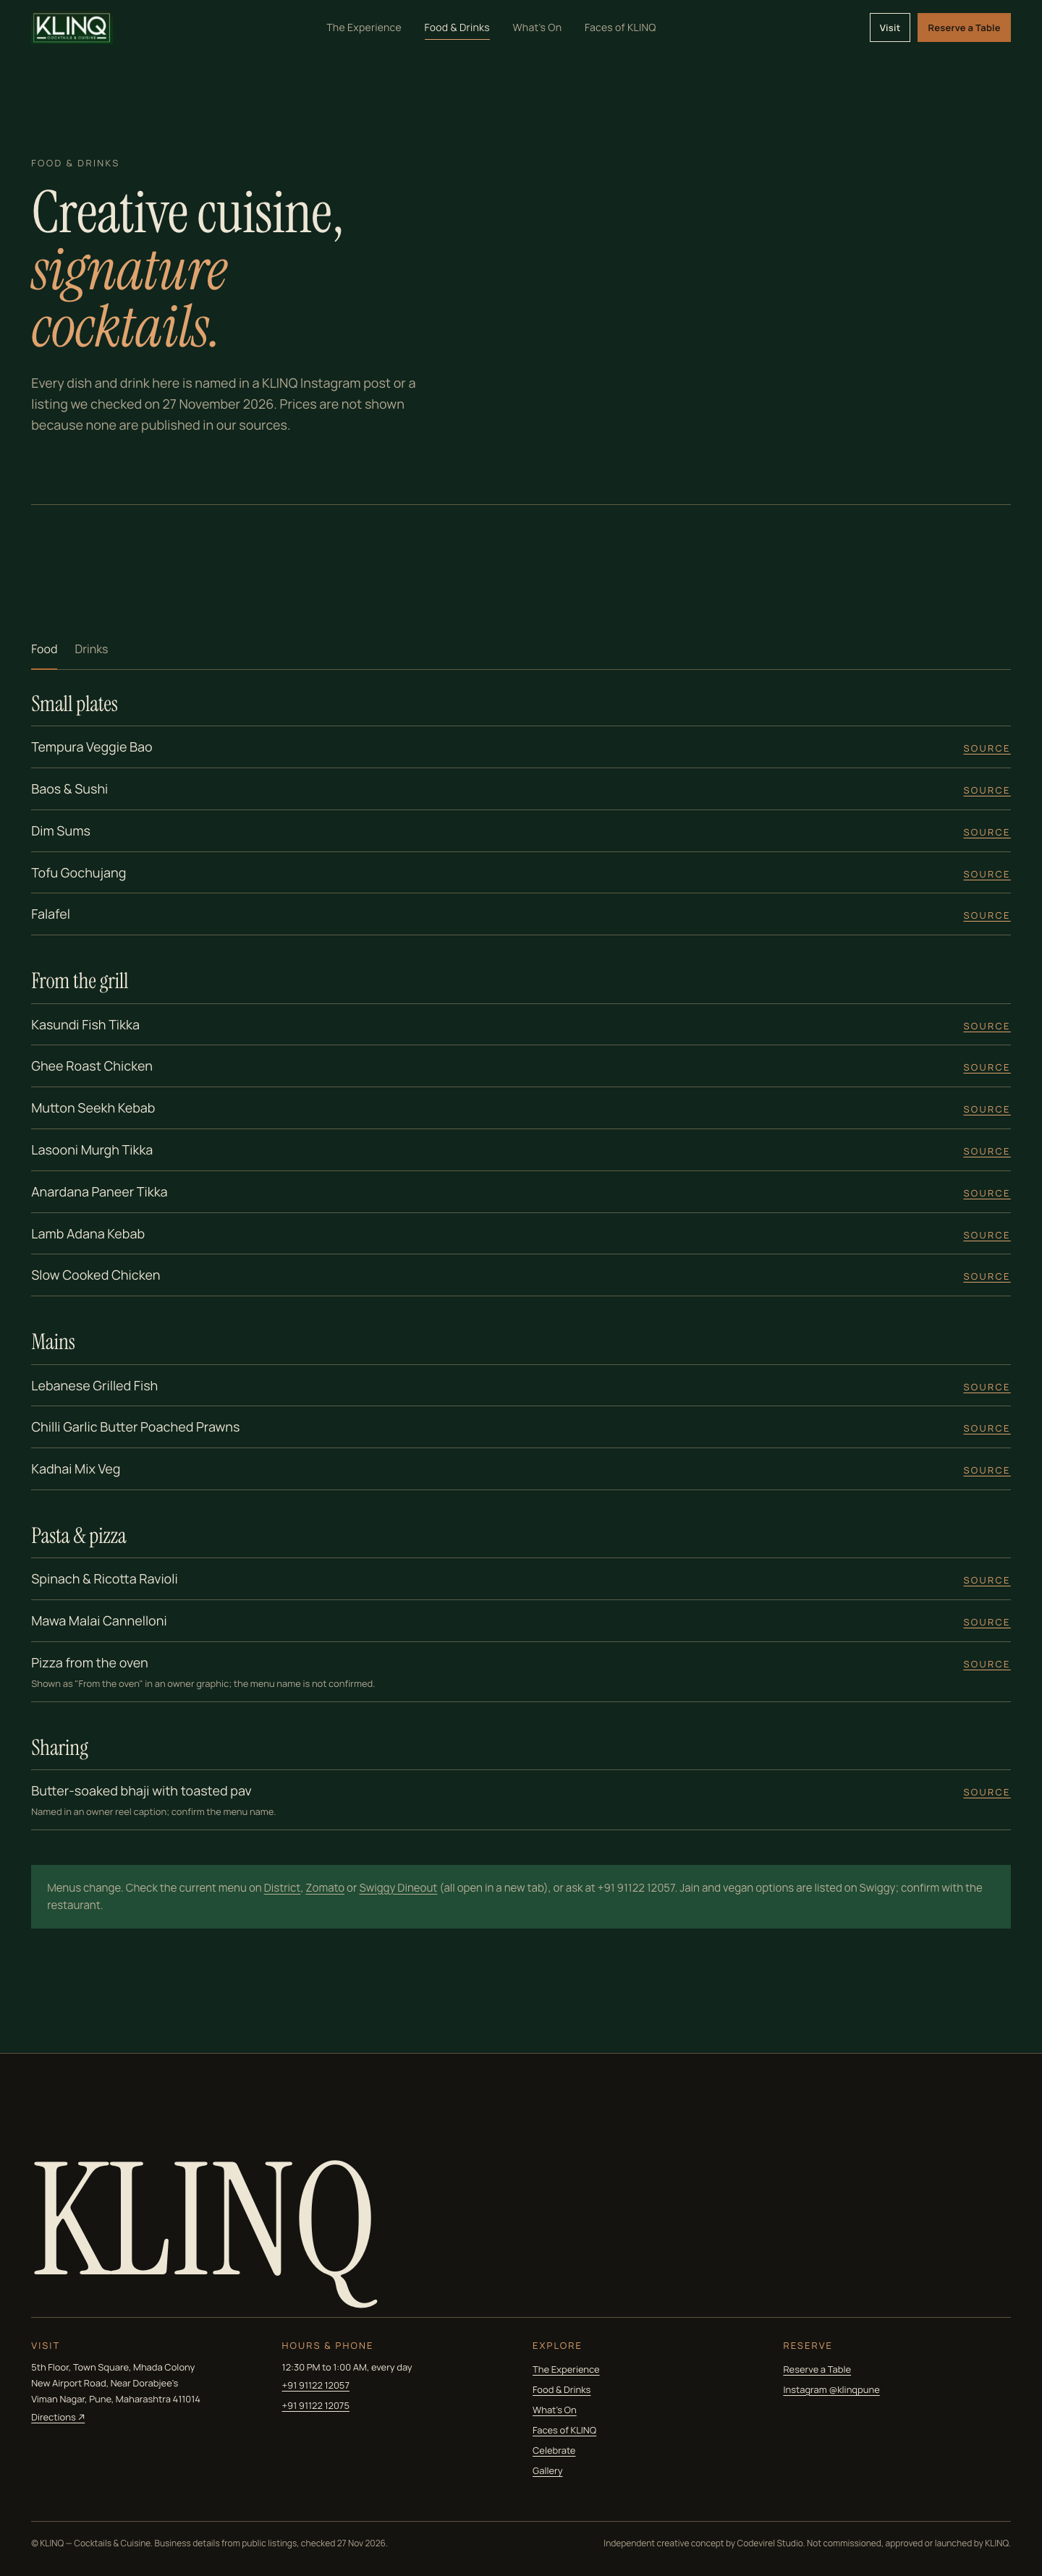 KLINQ
COCKTAILS & CUISINE
The Experience
Food & Drinks
What's On
Faces of KLINQ
Visit
Reserve a Table
FOOD & DRINKS
Creative cuisine,
signature
cocktails.
Every dish and drink here is named in a KLINQ Instagram post or a
listing we checked on 27 November 2026. Prices are not shown
because none are published in our sources.
Food
Drinks
Small plates
Tempura Veggie Bao
SOURCE
Baos & Sushi
SOURCE
Dim Sums
SOURCE
Tofu Gochujang
SOURCE
Falafel
SOURCE
From the grill
Kasundi Fish Tikka
SOURCE
Ghee Roast Chicken
SOURCE
Mutton Seekh Kebab
SOURCE
Lasooni Murgh Tikka
SOURCE
Anardana Paneer Tikka
SOURCE
Lamb Adana Kebab
SOURCE
Slow Cooked Chicken
SOURCE
Mains
Lebanese Grilled Fish
SOURCE
Chilli Garlic Butter Poached Prawns
SOURCE
Kadhai Mix Veg
SOURCE
Pasta & pizza
Spinach & Ricotta Ravioli
SOURCE
Mawa Malai Cannelloni
SOURCE
Pizza from the oven
SOURCE
Shown as "From the oven" in an owner graphic; the menu name is not confirmed.
Sharing
Butter-soaked bhaji with toasted pav
SOURCE
Named in an owner reel caption; confirm the menu name.
Menus change. Check the current menu on District, Zomato or Swiggy Dineout (all open in a new tab), or ask at +91 91122 12057. Jain and vegan options are listed on Swiggy; confirm with the
restaurant.
KLINQ
VISIT
5th Floor, Town Square, Mhada Colony
New Airport Road, Near Dorabjee's
Viman Nagar, Pune, Maharashtra 411014
Directions ↗
HOURS & PHONE
12:30 PM to 1:00 AM, every day
+91 91122 12057
+91 91122 12075
EXPLORE
The Experience
Food & Drinks
What's On
Faces of KLINQ
Celebrate
Gallery
RESERVE
Reserve a Table
Instagram @klinqpune
© KLINQ — Cocktails & Cuisine. Business details from public listings, checked 27 Nov 2026.
Independent creative concept by Codevirel Studio. Not commissioned, approved or launched by KLINQ.